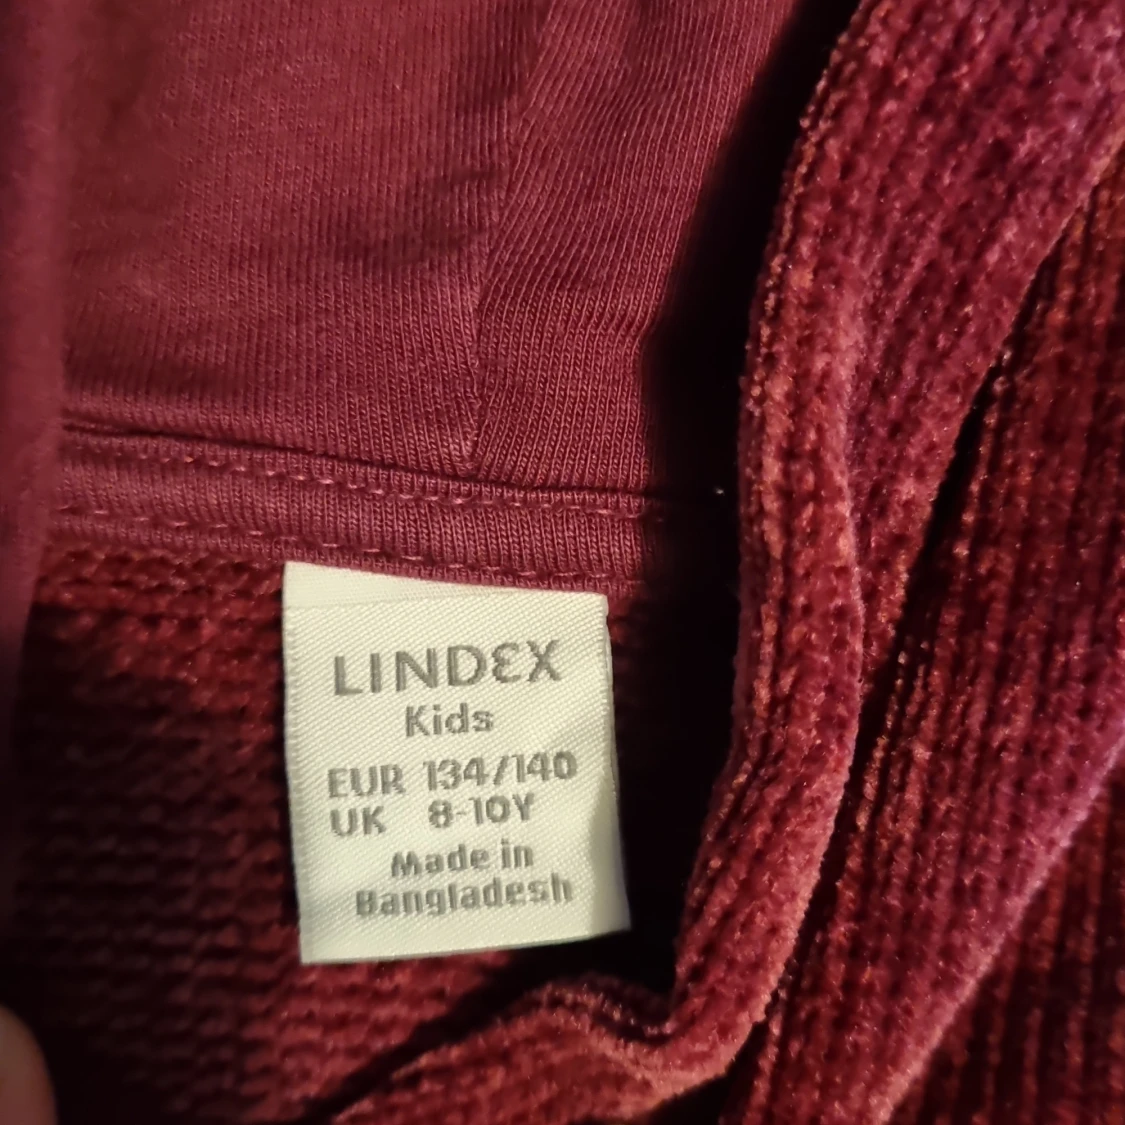 LINDEX
Kids
EUR 134/140
UK 8-10Y
Made in
Bangladesh